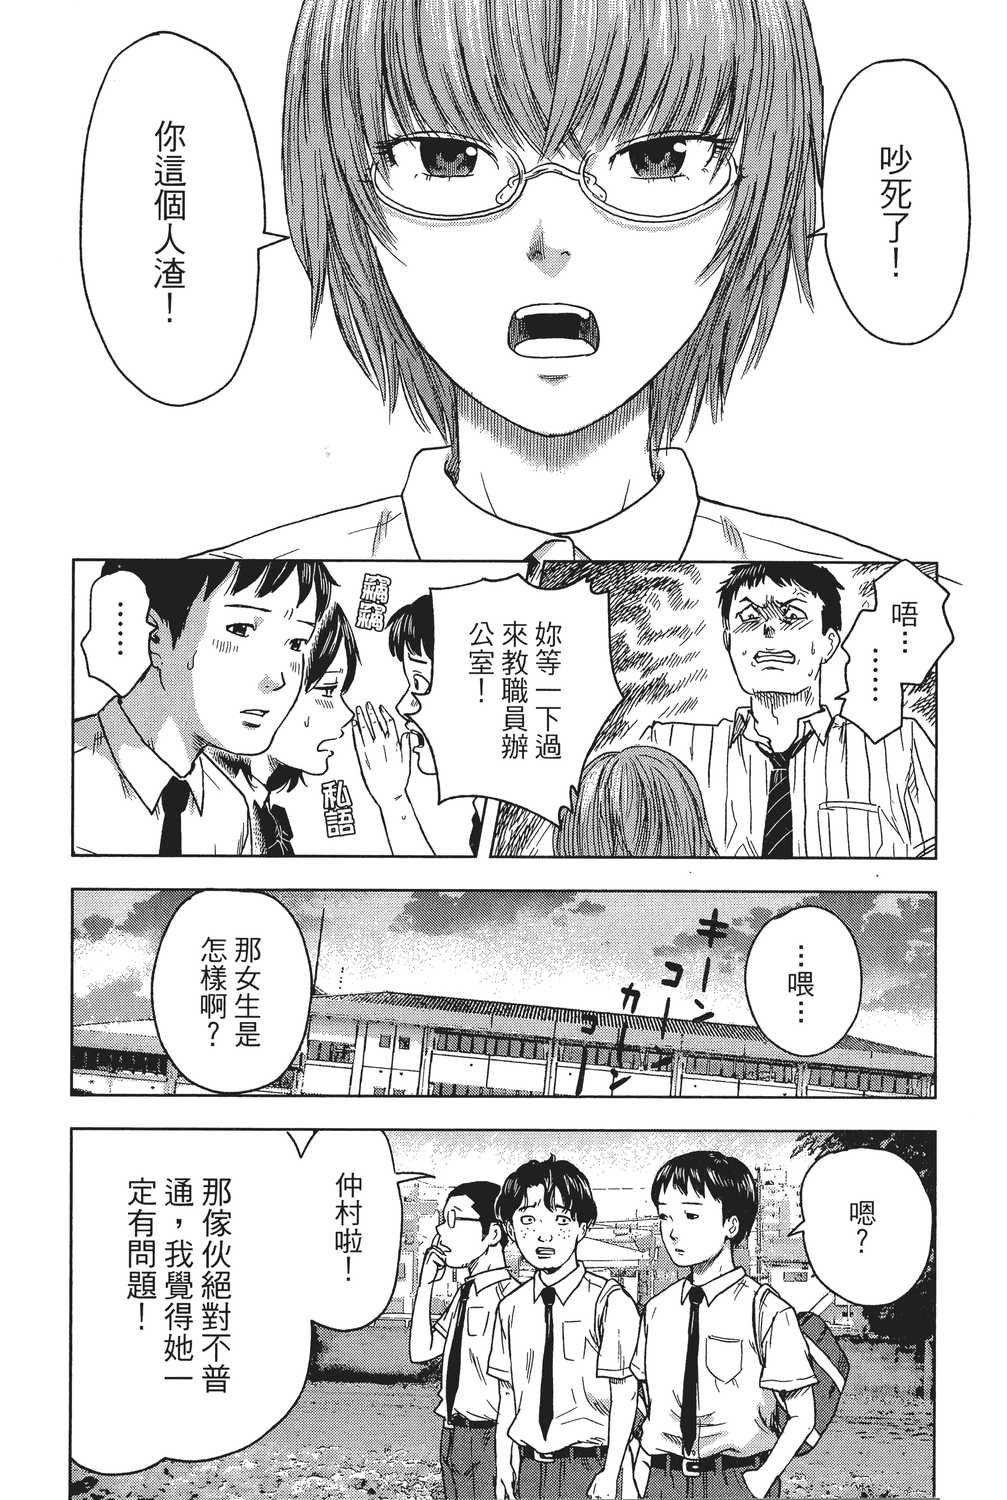 吵死了！
你這個人渣！
唔…
……
妳等一下過
來教職員辦
公室！
竊竊
私語
……
…喂…
キーン
コーン
カーン
コーン
那女生是
怎樣啊？
嗯？
仲村啦！
那傢伙絕對不普
通，我覺得她一
定有問題！